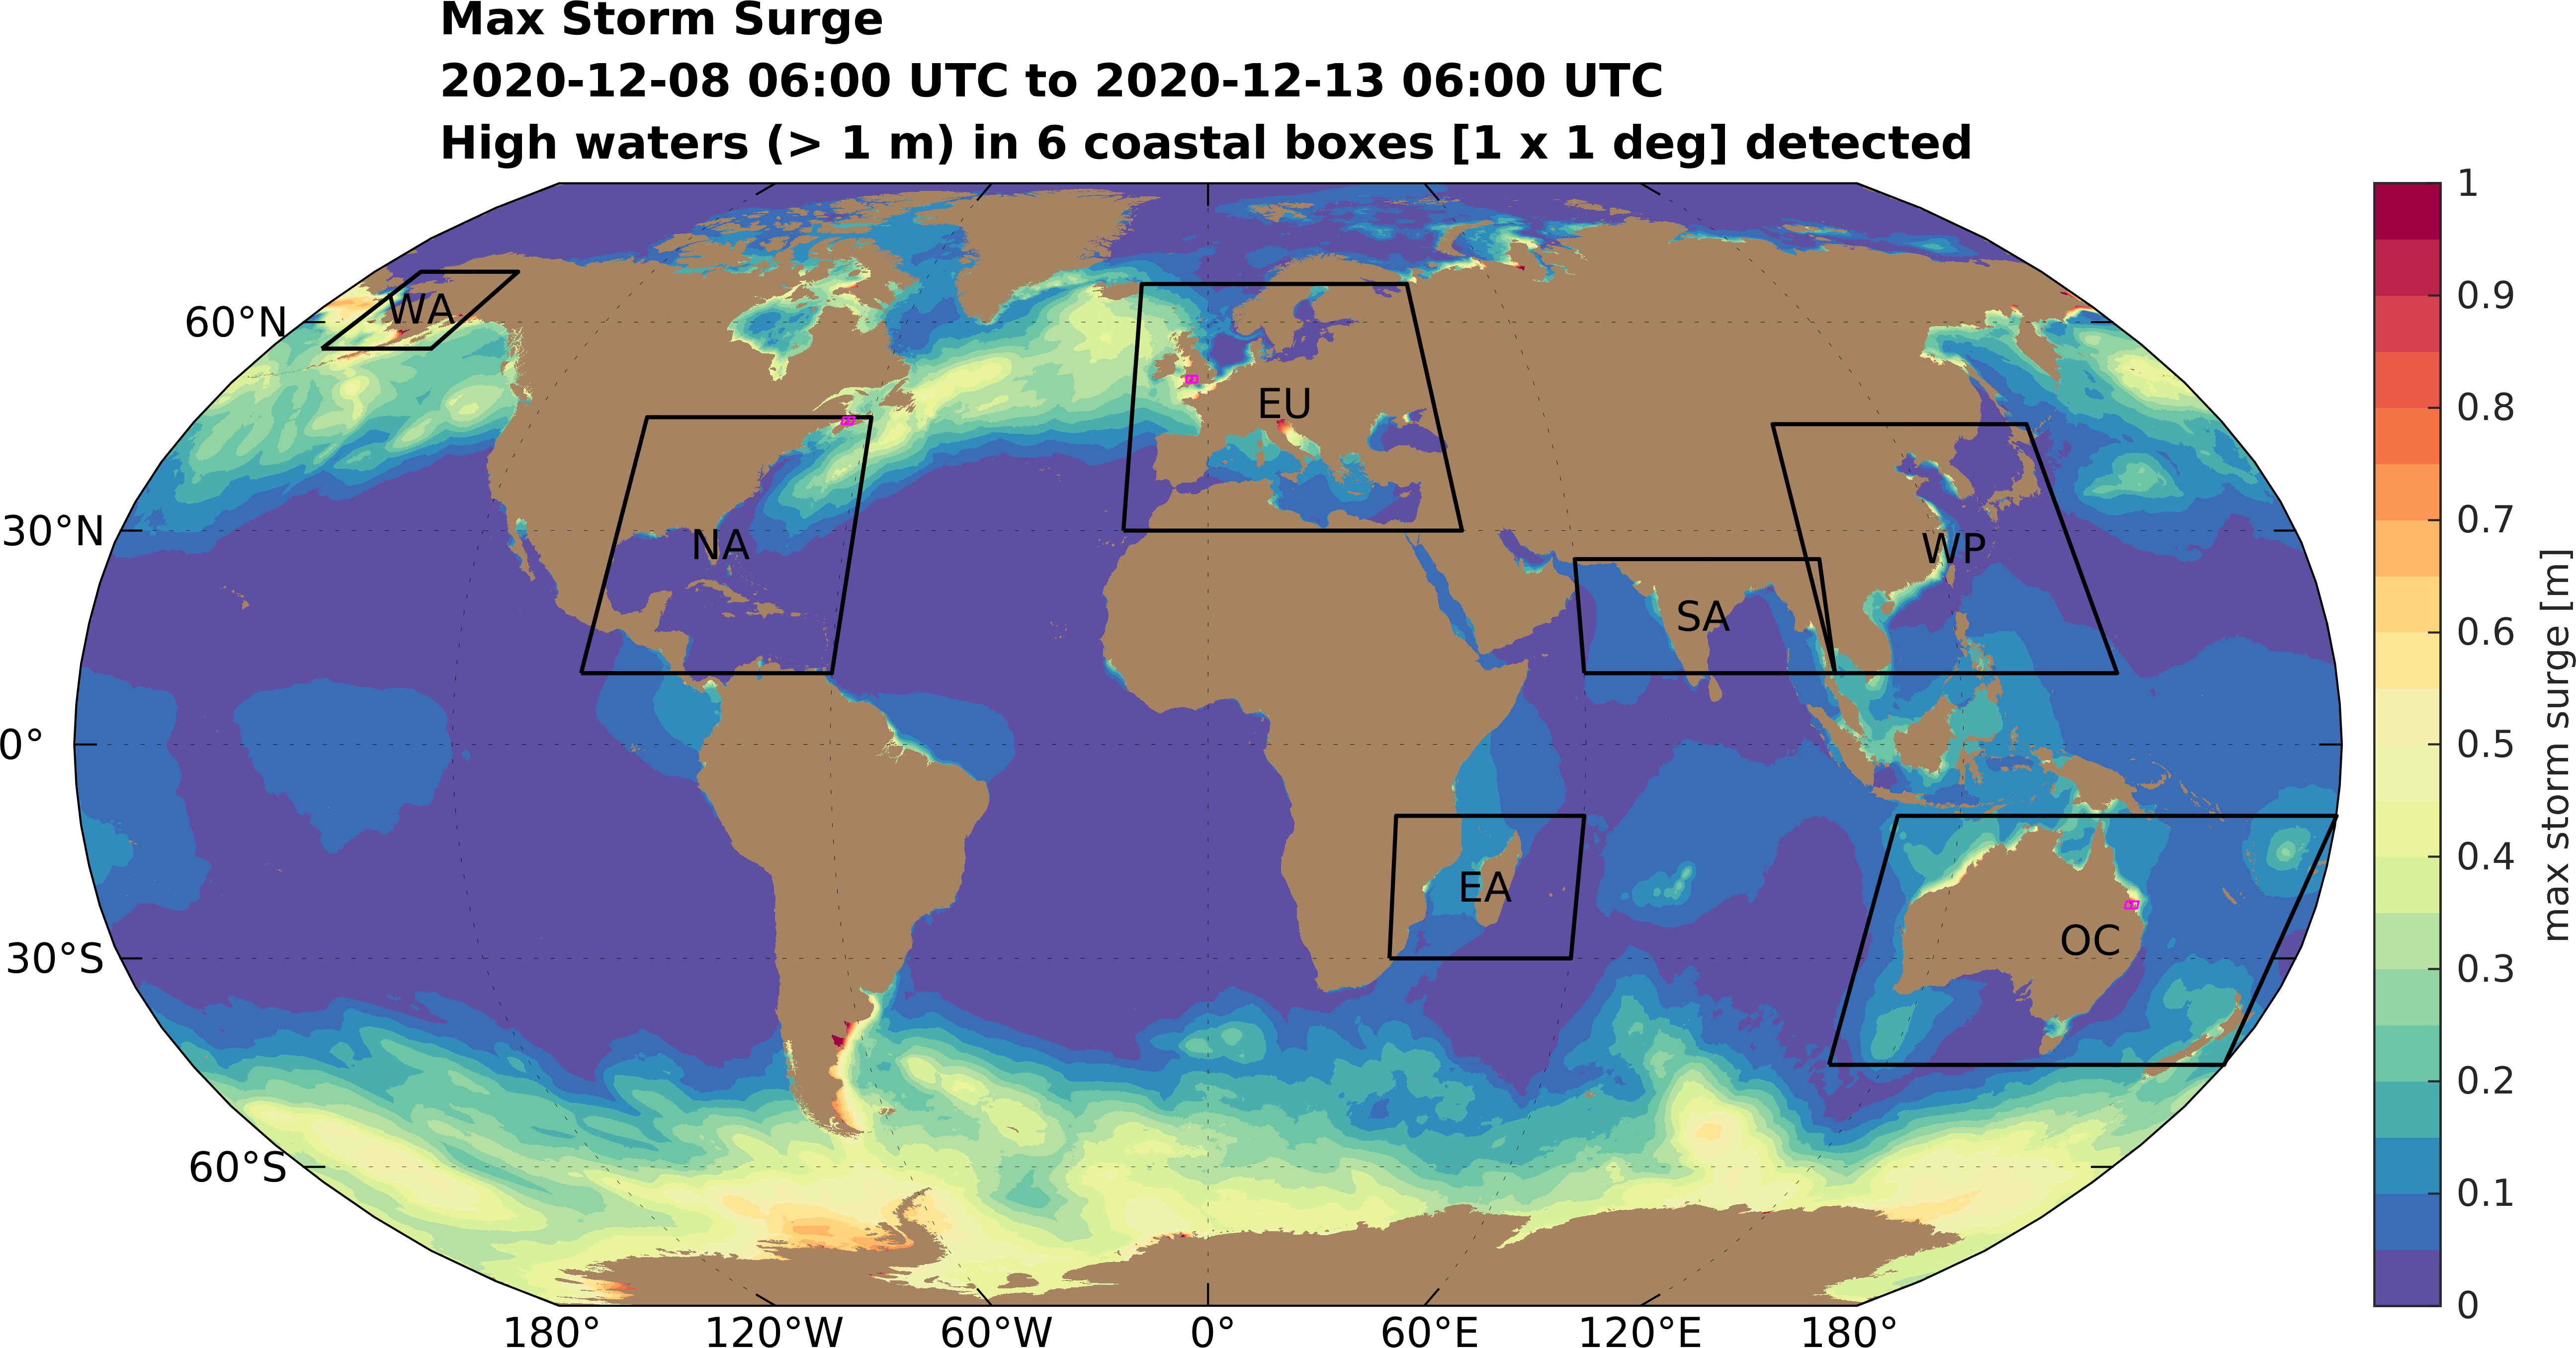 Max Storm Surge
2020-12-08 06:00 UTC to 2020-12-13 06:00 UTC
High waters (> 1 m) in 6 coastal boxes [1 x 1 deg] detected
60°N
30°N
0°
30°S
60°S
180°
120°W
60°W
0°
60°E
120°E
180°
WA
NA
EU
SA
WP
EA
OC
1
0.9
0.8
0.7
0.6
0.5
0.4
0.3
0.2
0.1
0
max storm surge [m]